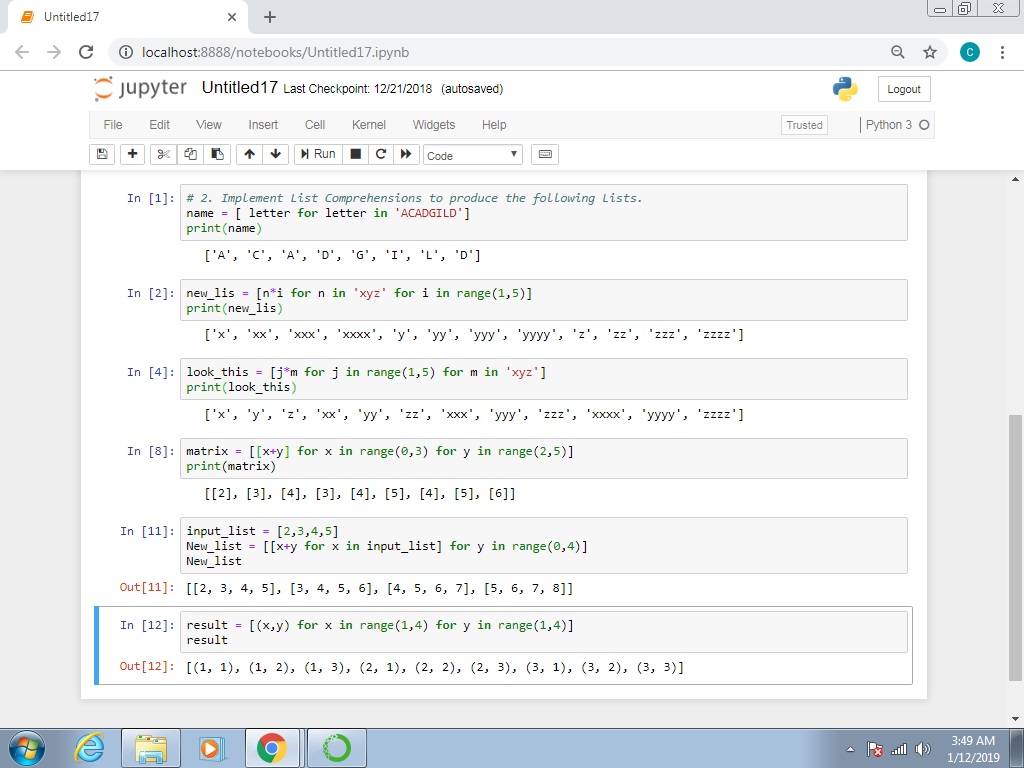 Untitled17
localhost:8888/notebooks/Untitled17.ipynb
C
jupyter Untitled17 Last Checkpoint: 12/21/2018 (autosaved)
Logout
File Edit View Insert Cell Kernel Widgets Help Trusted Python 3
Run Code
In [1]: # 2. Implement List Comprehensions to produce the following Lists.
name = [ letter for letter in 'ACADGILD']
print(name)
['A', 'C', 'A', 'D', 'G', 'I', 'L', 'D']
In [2]: new_lis = [n*i for n in 'xyz' for i in range(1,5)]
print(new_lis)
['x', 'xx', 'xxx', 'xxxx', 'y', 'yy', 'yyy', 'yyyy', 'z', 'zz', 'zzz', 'zzzz']
In [4]: look_this = [j*m for j in range(1,5) for m in 'xyz']
print(look_this)
['x', 'y', 'z', 'xx', 'yy', 'zz', 'xxx', 'yyy', 'zzz', 'xxxx', 'yyyy', 'zzzz']
In [8]: matrix = [[x+y] for x in range(0,3) for y in range(2,5)]
print(matrix)
[[2], [3], [4], [3], [4], [5], [4], [5], [6]]
In [11]: input_list = [2,3,4,5]
New_list = [[x+y for x in input_list] for y in range(0,4)]
New_list
Out[11]: [[2, 3, 4, 5], [3, 4, 5, 6], [4, 5, 6, 7], [5, 6, 7, 8]]
In [12]: result = [(x,y) for x in range(1,4) for y in range(1,4)]
result
Out[12]: [(1, 1), (1, 2), (1, 3), (2, 1), (2, 2), (2, 3), (3, 1), (3, 2), (3, 3)]
3:49 AM
1/12/2019